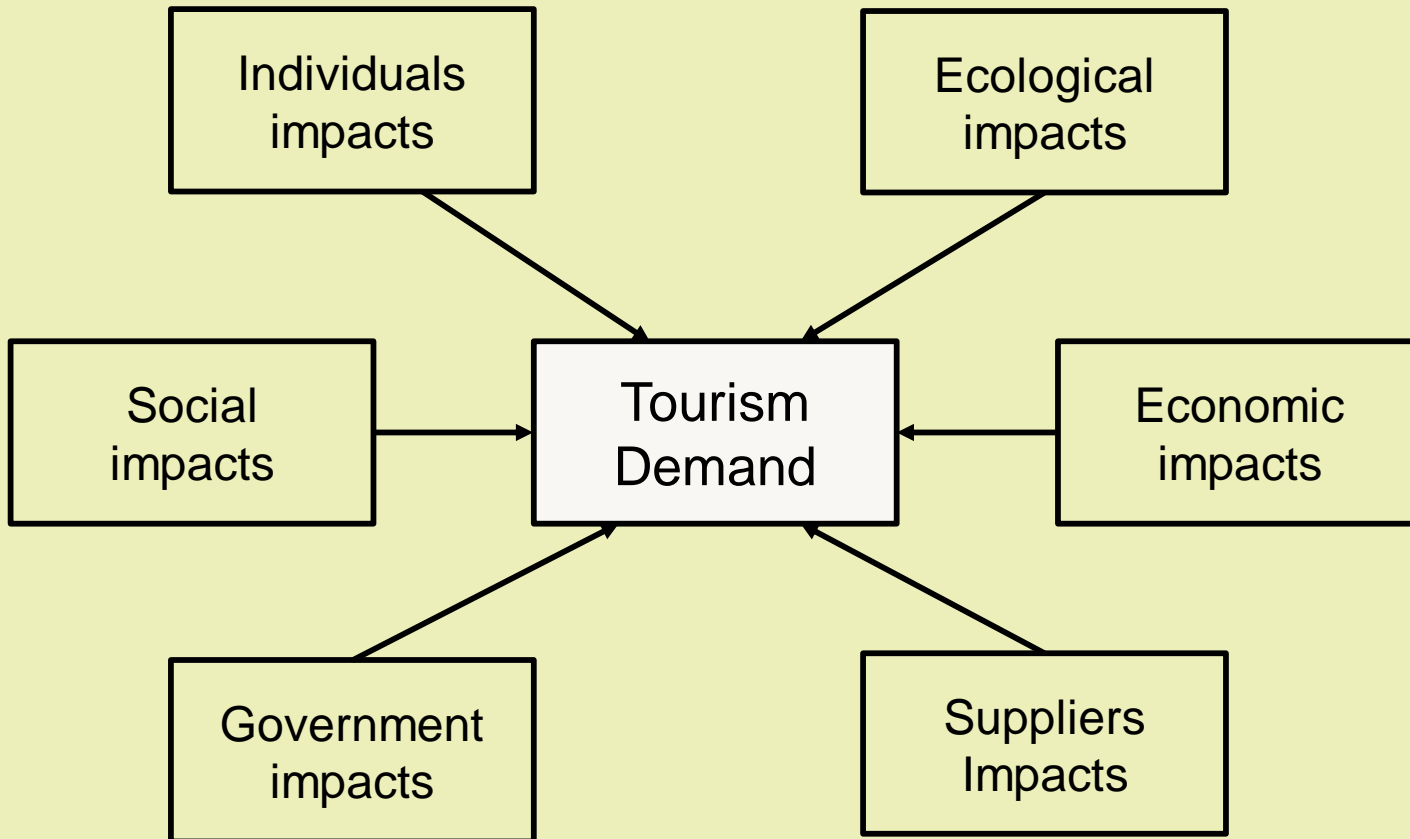 Individuals
impacts
Ecological
impacts
Social
impacts
Tourism
Demand
Economic
impacts
Government
impacts
Suppliers
Impacts